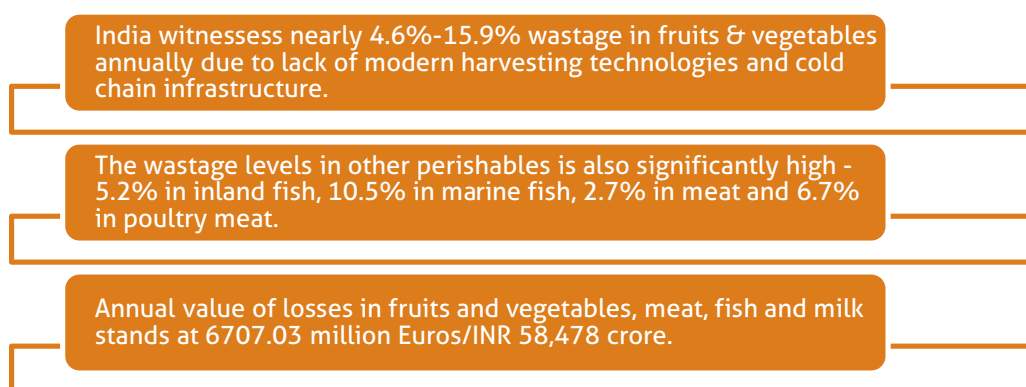 India witnessess nearly 4.6%-15.9% wastage in fruits & vegetables
annually due to lack of modern harvesting technologies and cold
chain infrastructure.
The wastage levels in other perishables is also significantly high -
5.2% in inland fish, 10.5% in marine fish, 2.7% in meat and 6.7%
in poultry meat.
Annual value of losses in fruits and vegetables, meat, fish and milk
stands at 6707.03 million Euros/INR 58,478 crore.